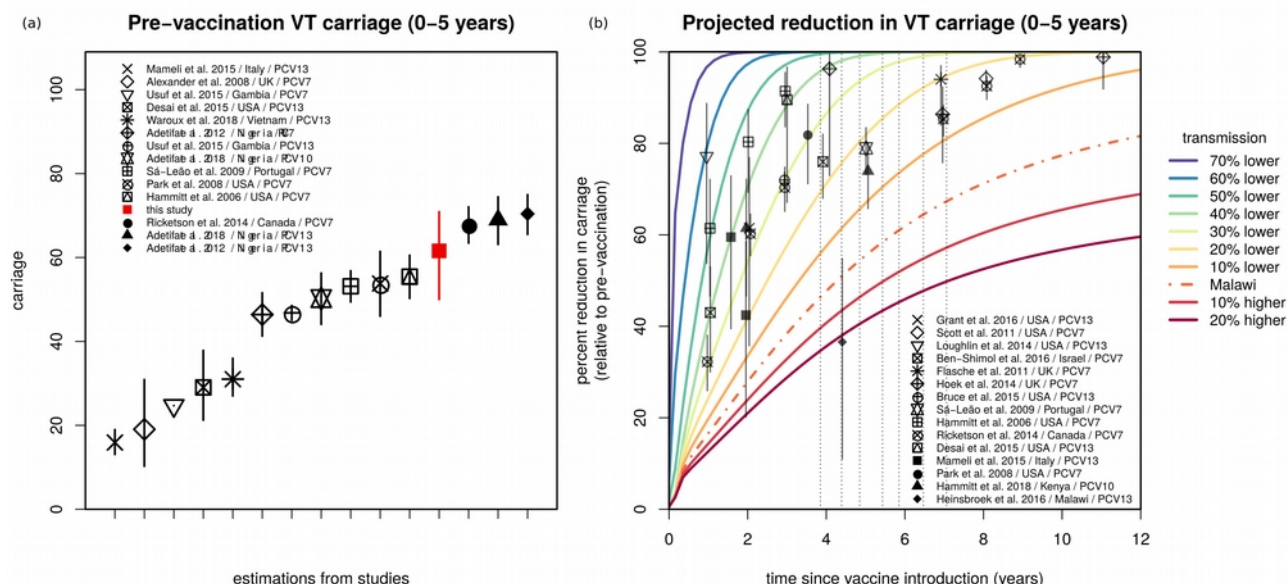 (a)
Pre-vaccination VT carriage (0-5 years)
carriage
0
20
40
60
80
100
Mameli et al. 2015 / Italy / PCV13
Alexander et al. 2008 / UK / PCV7
Usuf et al. 2015 / Gambia / PCV7
Desai et al. 2015 / USA / PCV13
Waroux et al. 2018 / Vietnam / PCV13
2012 /
Usuf et al. 2015 / Gambia / PCV13
2018 / PCV10
Sá-Leão et al. 2009 / Portugal / PCV7
Park et al. 2008 / USA / PCV7
Hammitt et al. 2006 / USA / PCV7
this study
Ricketson et al. 2014 / Canada / PCV7
2018 / PCV13
2012 / PCV13
estimations from studies
(b)
Projected reduction in VT carriage (0-5 years)
percent reduction in carriage
(relative to pre-vaccination)
0
20
40
60
80
100
0 2 4 6 8 10 12
time since vaccine introduction (years)
Grant et al. 2016 / USA / PCV13
Scott et al. 2011 / USA / PCV7
Loughlin et al. 2014 / USA / PCV13
Ben-Shimol et al. 2016 / Israel / PCV7
Flasche et al. 2011 / UK / PCV7
Hoek et al. 2014 / UK / PCV7
Bruce et al. 2015 / USA / PCV13
Sá-Leão et al. 2009 / Portugal / PCV7
Hammitt et al. 2006 / USA / PCV7
Ricketson et al. 2014 / Canada / PCV7
Desai et al. 2015 / USA / PCV13
Mameli et al. 2015 / Italy / PCV13
Park et al. 2008 / USA / PCV7
Hammitt et al. 2018 / Kenya / PCV10
Heinsbroek et al. 2016 / Malawi / PCV13
transmission
70% lower
60% lower
50% lower
40% lower
30% lower
20% lower
10% lower
Malawi
10% higher
20% higher